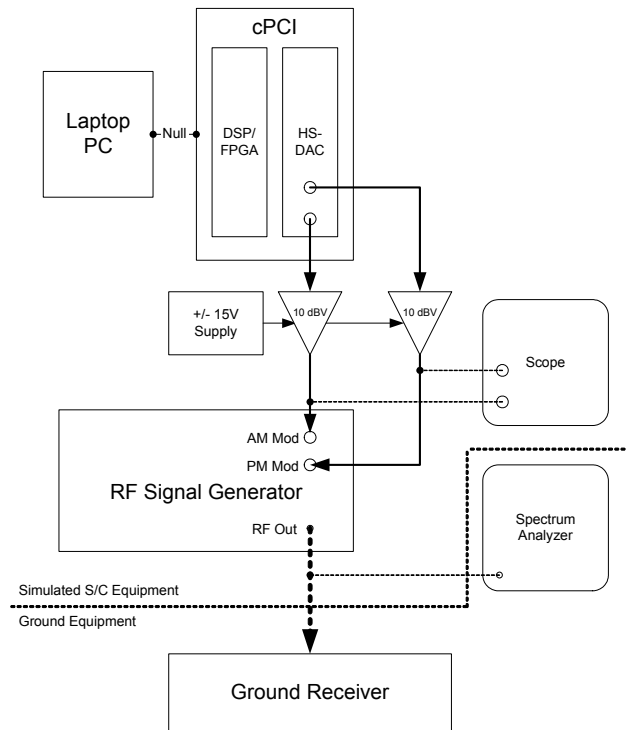 cPCI
Laptop
PC
Null
DSP/
FPGA
HS-
DAC
+/- 15V
Supply
10 dBV
10 dBV
Scope
AM Mod
PM Mod
RF Signal Generator
RF Out
Spectrum
Analyzer
Simulated S/C Equipment
Ground Equipment
Ground Receiver